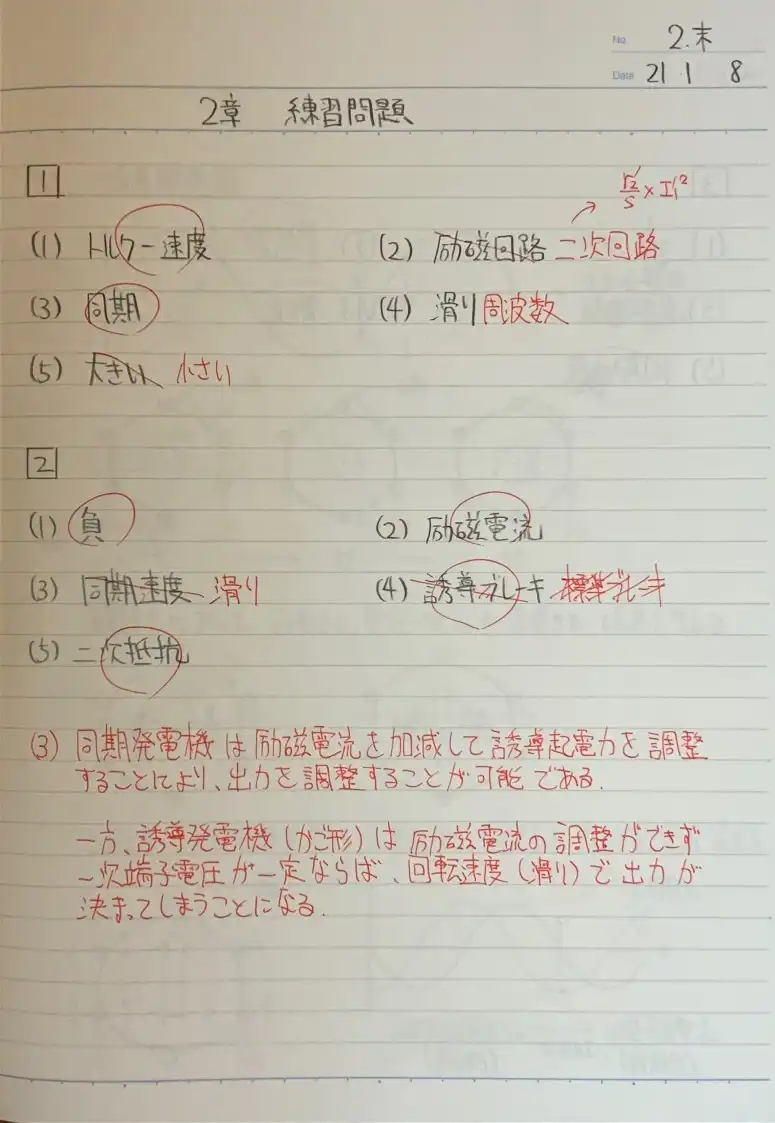 No. 2.末
Date 21 1 8
2章 練習問題
1
r2'/s × I1'²
(1) トルクー速度 (2) 励磁回路 二次回路
(3) 同期 (4) 滑り周波数
(5) 大きい 小さい
2
(1) 負 (2) 励磁電流
(3) 同期速度 滑り (4) 誘導ブレーキ 標準ブレーキ
(5) 二次抵抗
(3) 同期発電機は励磁電流を加減して誘導起電力を調整
することにより、出力を調整することが可能である.
一方、誘導発電機(かご形)は励磁電流の調整ができず
一次端子電圧が一定ならば、回転速度(滑り)で出力が
決まってしまうことになる.